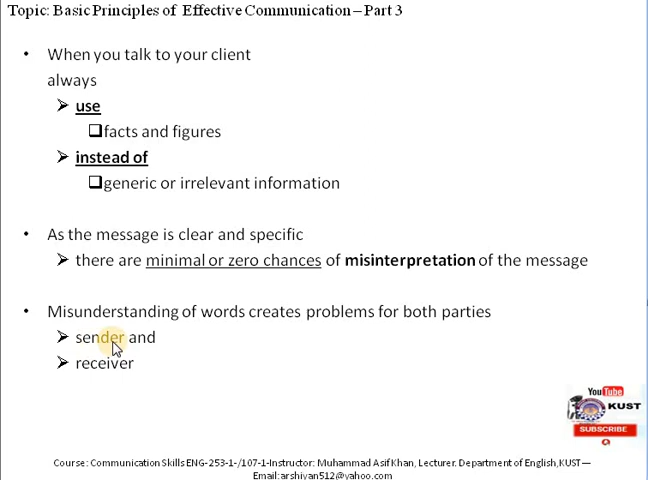 Topic: Basic Principles of Effective Communication – Part 3
• When you talk to your client
always
➢ use
❑facts and figures
➢ instead of
❑generic or irrelevant information
• As the message is clear and specific
➢ there are minimal or zero chances of misinterpretation of the message
• Misunderstanding of words creates problems for both parties
➢ sender and
➢ receiver
YouTube
KUST
SUBSCRIBE
Course: Communication Skills ENG-253-1-/107-1-Instructor: Muhammad Asif Khan, Lecturer. Department of English,KUST—
Email:arshiyan512@yahoo.com